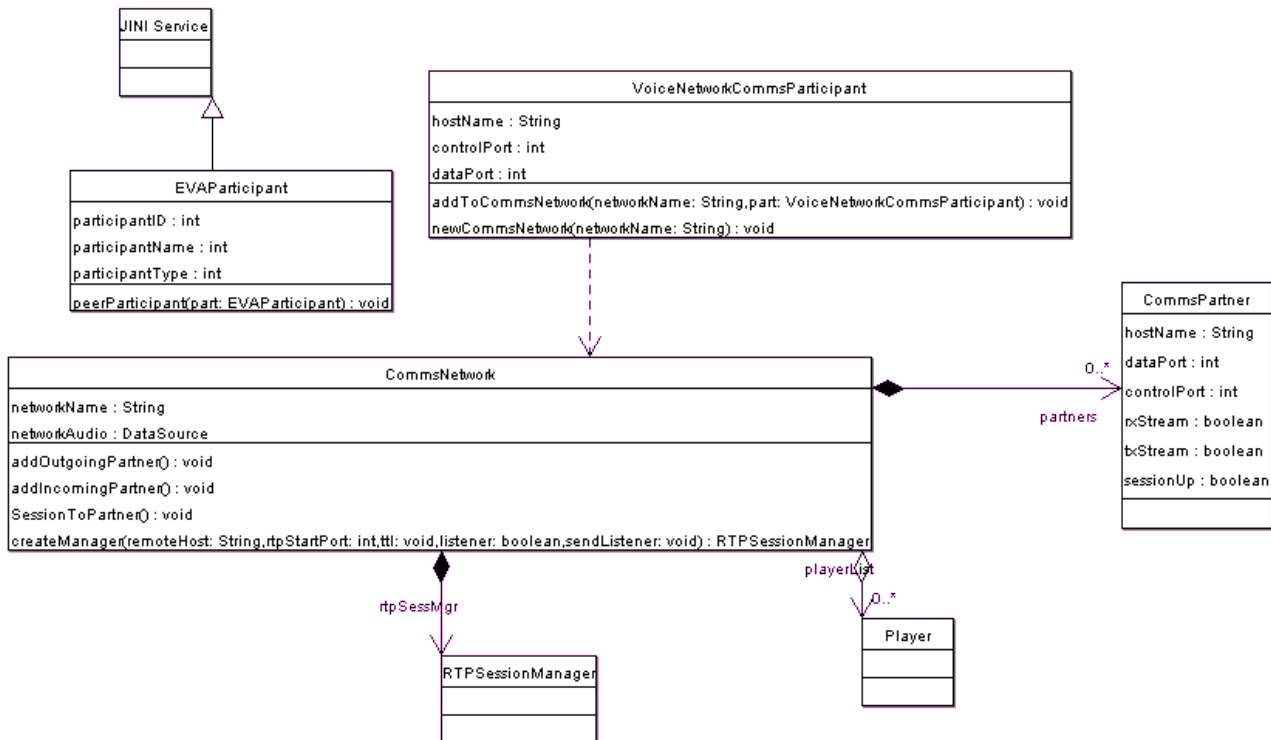 JINI Service
VoiceNetworkCommsParticipant
hostName : String
controlPort : int
dataPort : int
addToCommsNetwork(networkName: String,part: VoiceNetworkCommsParticipant) : void
newCommsNetwork(networkName: String) : void
EVAParticipant
participantID : int
participantName : int
participantType : int
peerParticipant(part: EVAParticipant) : void
CommsPartner
hostName : String
dataPort : int
controlPort : int
rxStream : boolean
txStream : boolean
sessionUp : boolean
0..*
partners
CommsNetwork
networkName : String
networkAudio : DataSource
addOutgoingPartner() : void
addIncomingPartner() : void
SessionToPartner() : void
createManager(remoteHost: String,rtpStartPort: int,ttl: void,listener: boolean,sendListener: void) : RTPSessionManager
playerList
0..*
rtpSessMgr
Player
RTPSessionManager